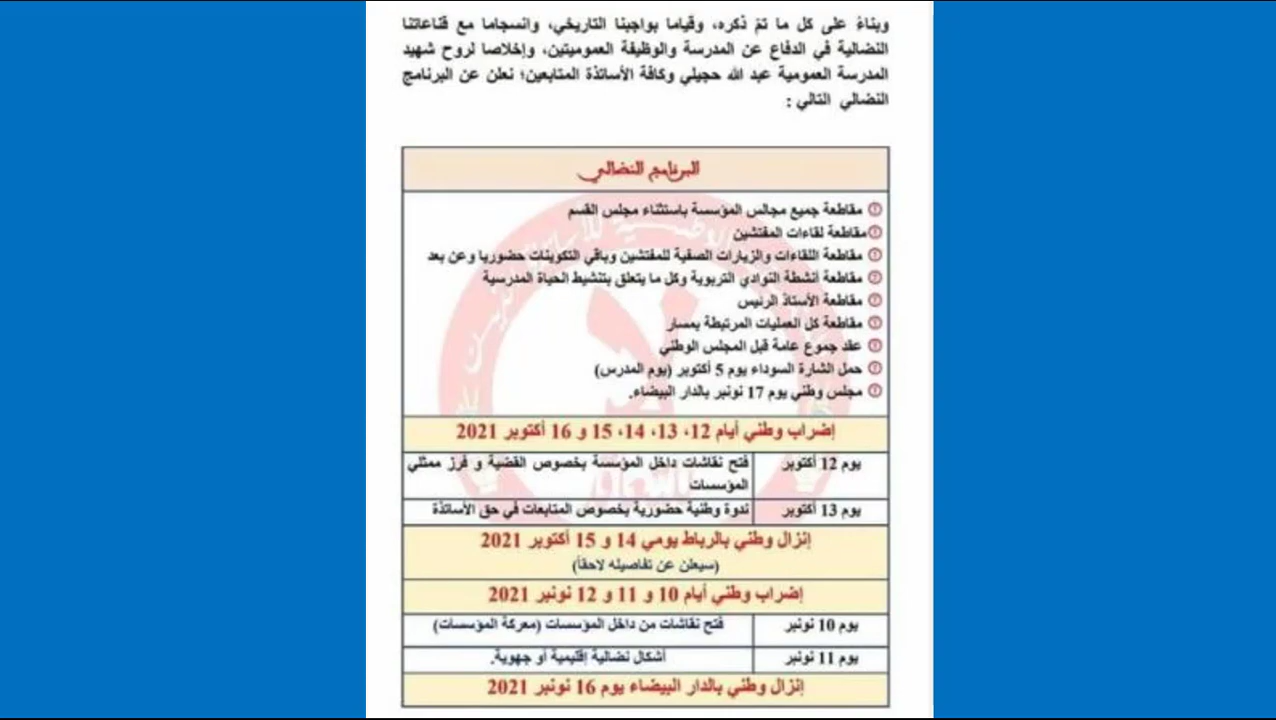 وبناءً على كل ما تمّ ذكره، وقياما بواجبنا التاريخي، وانسجاما مع قناعاتنا
النضالية في الدفاع عن المدرسة والوظيفة العموميتين، وإخلاصا لروح شهيد
المدرسة العمومية عبد الله حجيلي وكافة الأساتذة المتابعين؛ نعلن عن البرنامج
النضالي التالي :
البرنامج النضالي
مقاطعة جميع مجالس المؤسسة باستثناء مجلس القسم
مقاطعة لقاءات المفتشين
مقاطعة اللقاءات والزيارات الصفية للمفتشين وباقي التكوينات حضوريا وعن بعد
مقاطعة أنشطة النوادي التربوية وكل ما يتعلق بتنشيط الحياة المدرسية
مقاطعة الأستاذ الرئيس
مقاطعة كل العمليات المرتبطة بمسار
عقد جموع عامة قبل المجلس الوطني
حمل الشارة السوداء يوم 5 أكتوبر (يوم المدرس)
مجلس وطني يوم 17 نونبر بالدار البيضاء.
إضراب وطني أيام 12، 13، 14، 15 و 16 أكتوبر 2021
يوم 12 أكتوبر فتح نقاشات داخل المؤسسة بخصوص القضية و فرز ممثلي
المؤسسات
يوم 13 أكتوبر ندوة وطنية حضورية بخصوص المتابعات في حق الأساتذة
إنزال وطني بالرباط يومي 14 و 15 أكتوبر 2021
(سيعلن عن تفاصيله لاحقاً)
إضراب وطني أيام 10 و 11 و 12 نونبر 2021
يوم 10 نونبر فتح نقاشات من داخل المؤسسات (معركة المؤسسات)
يوم 11 نونبر أشكال نضالية إقليمية أو جهوية.
إنزال وطني بالدار البيضاء يوم 16 نونبر 2021